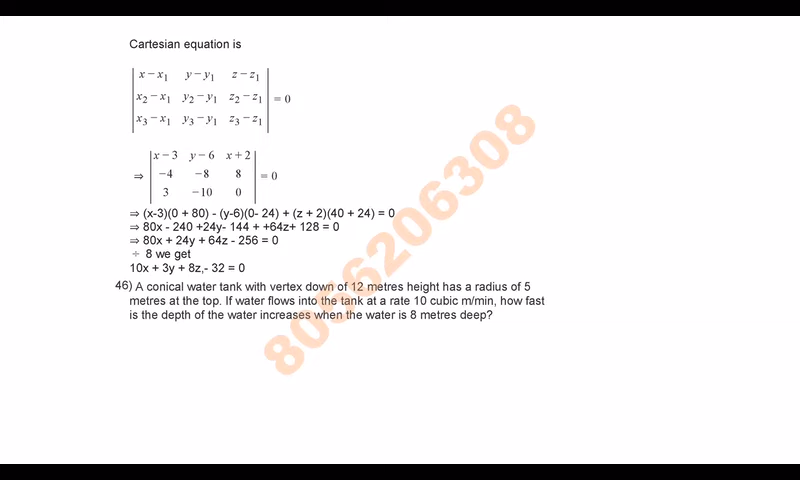 Cartesian equation is
| x − x₁ y − y₁ z − z₁ |
| x₂ − x₁ y₂ − y₁ z₂ − z₁ | = 0
| x₃ − x₁ y₃ − y₁ z₃ − z₁ |
| x − 3 y − 6 x + 2 |
⇒ | −4 −8 8 | = 0
| 3 −10 0 |
⇒ (x-3)(0 + 80) - (y-6)(0- 24) + (z + 2)(40 + 24) = 0
⇒ 80x - 240 +24y- 144 + +64z+ 128 = 0
⇒ 80x + 24y + 64z - 256 = 0
÷ 8 we get
10x + 3y + 8z,- 32 = 0
46) A conical water tank with vertex down of 12 metres height has a radius of 5
metres at the top. If water flows into the tank at a rate 10 cubic m/min, how fast
is the depth of the water increases when the water is 8 metres deep?
8056206308